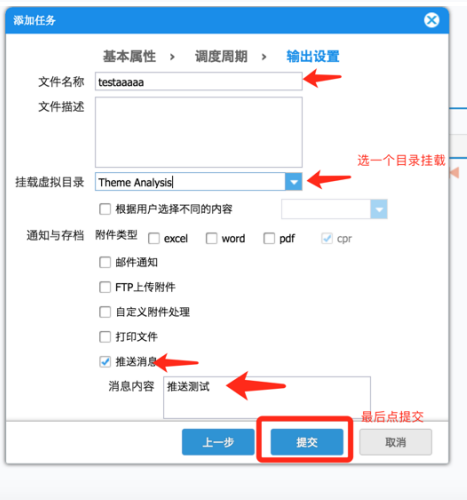 添加任务
基本属性 › 调度周期 › 输出设置
文件名称 testaaaaa
文件描述
选一个目录挂载
挂载虚拟目录 Theme Analysis
根据用户选择不同的内容
通知与存档 附件类型 excel word pdf cpr
邮件通知
FTP上传附件
自定义附件处理
打印文件
推送消息
消息内容 推送测试
最后点提交
上一步 提交 取消